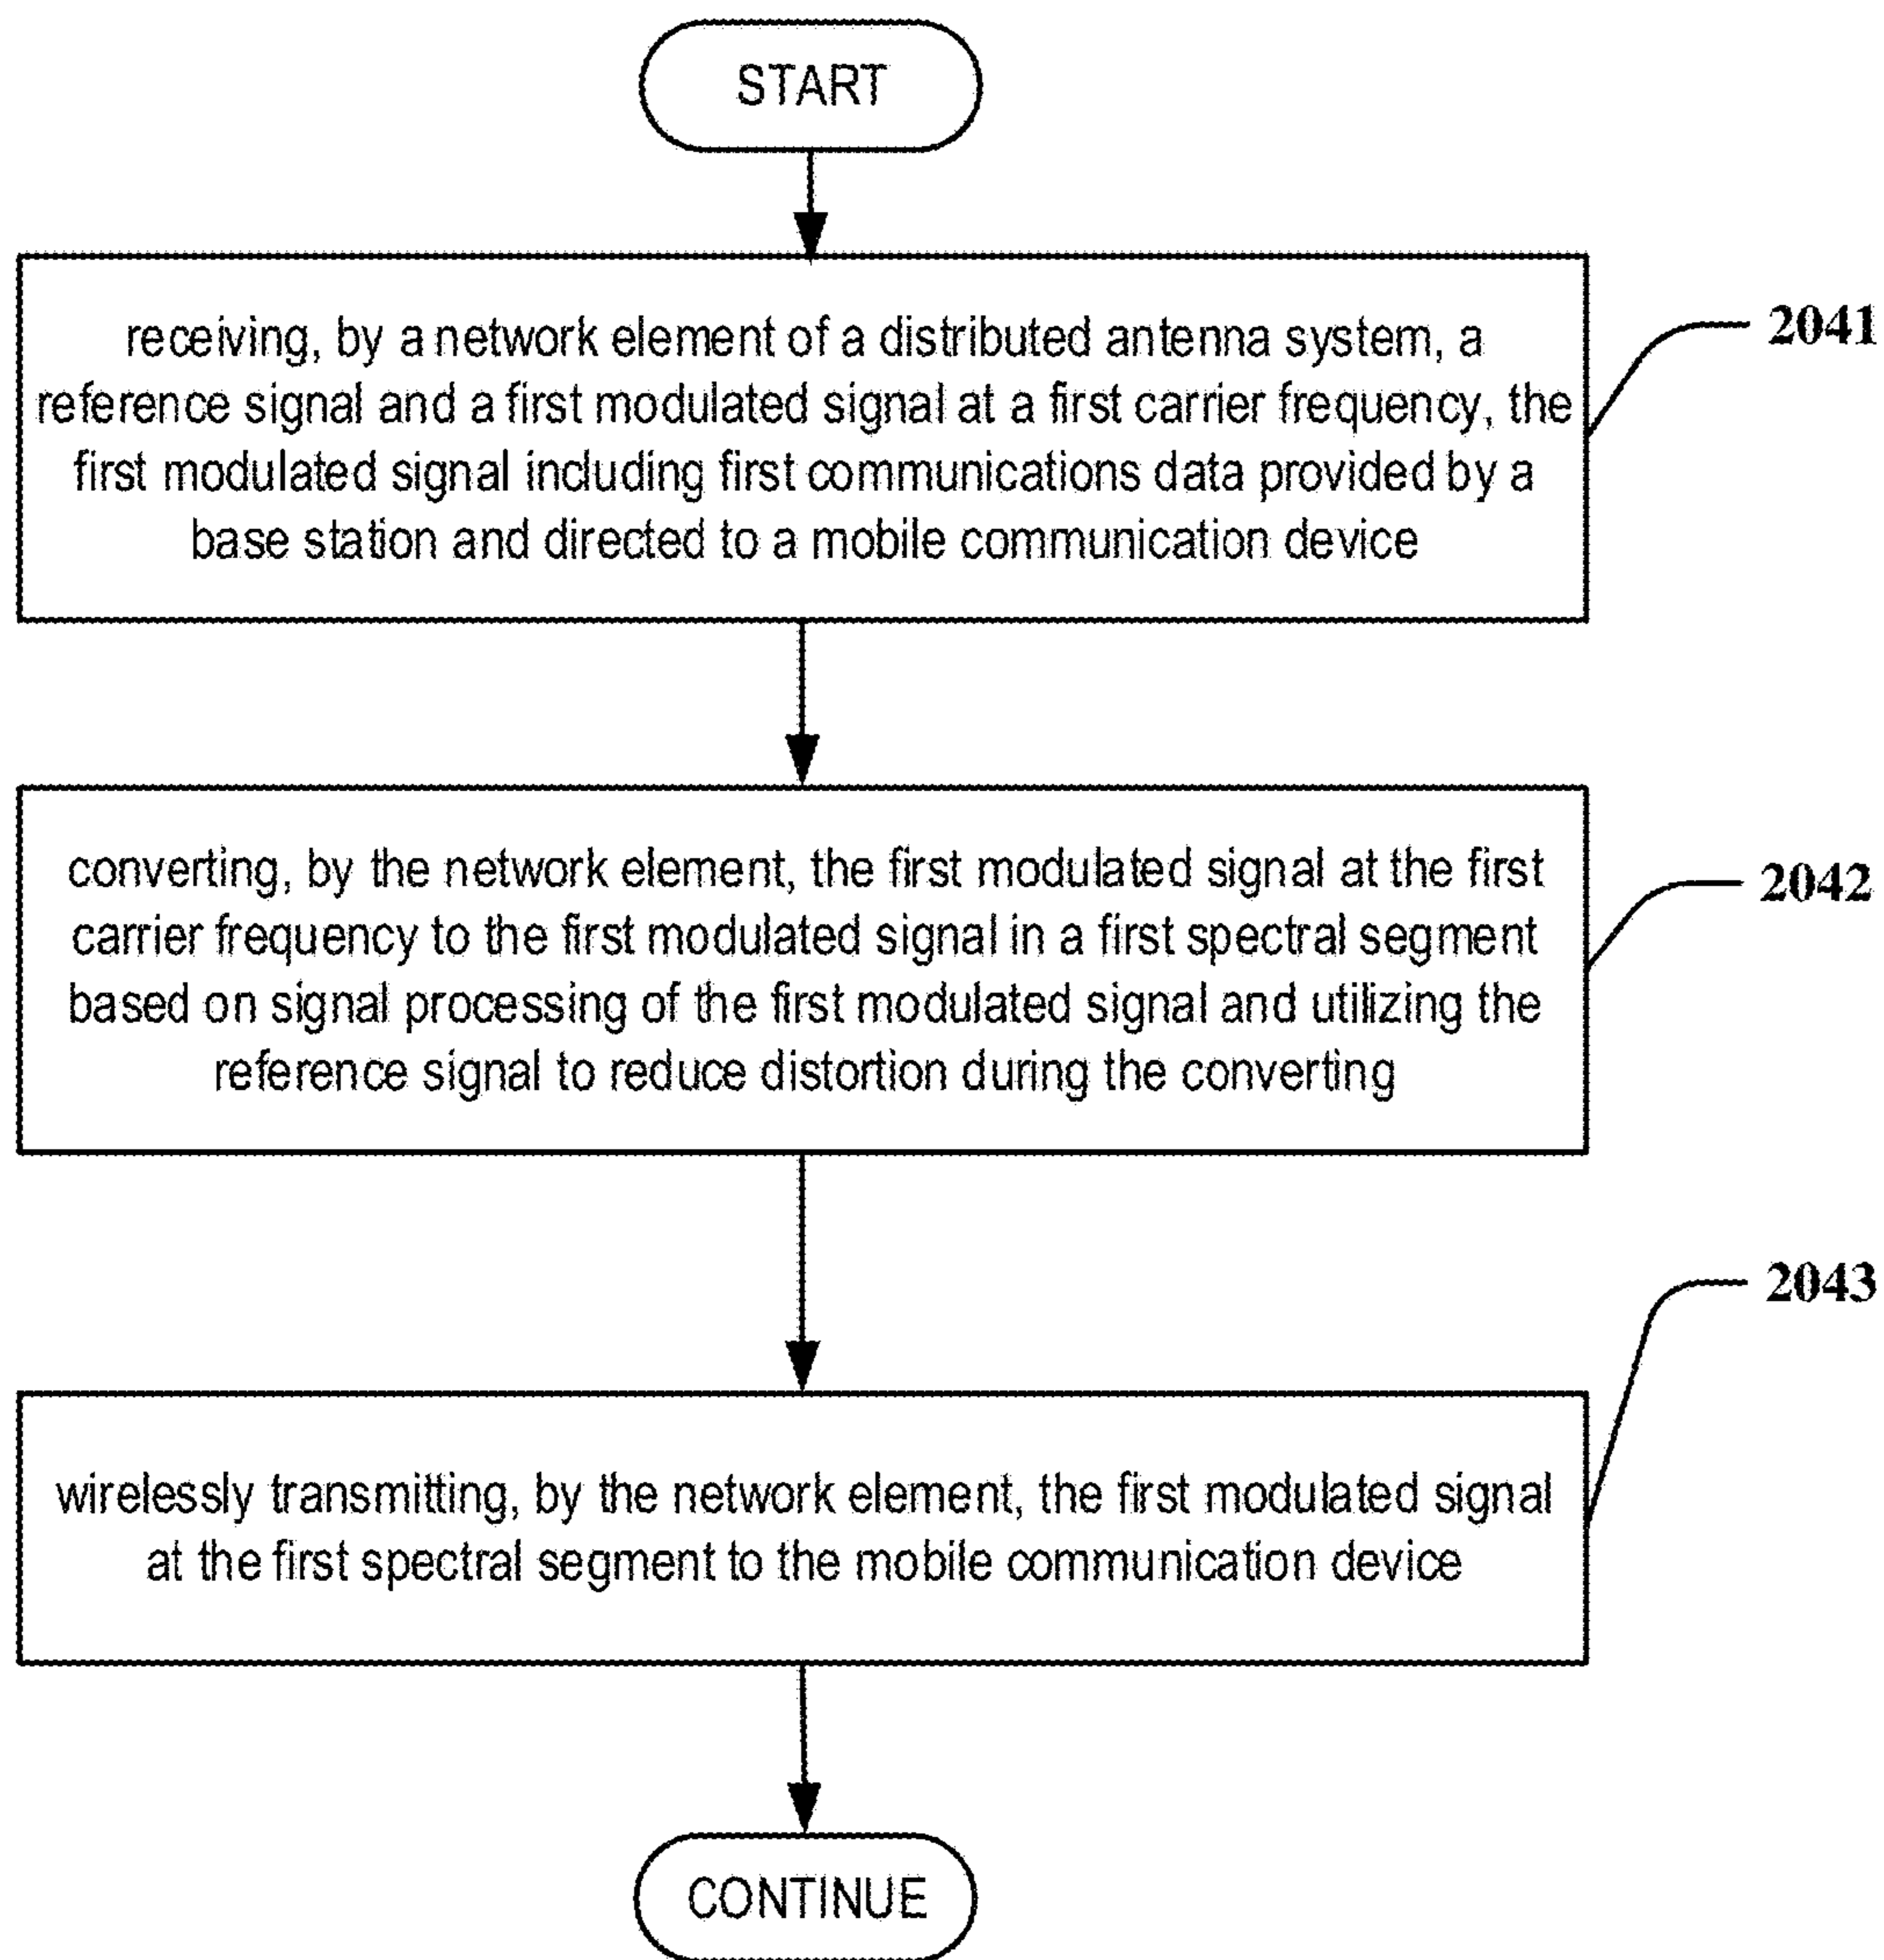 START
receiving, by a network element of a distributed antenna system, a
reference signal and a first modulated signal at a first carrier frequency, the
first modulated signal including first communications data provided by a
base station and directed to a mobile communication device
2041
converting, by the network element, the first modulated signal at the first
carrier frequency to the first modulated signal in a first spectral segment
based on signal processing of the first modulated signal and utilizing the
reference signal to reduce distortion during the converting
2042
wirelessly transmitting, by the network element, the first modulated signal
at the first spectral segment to the mobile communication device
2043
CONTINUE